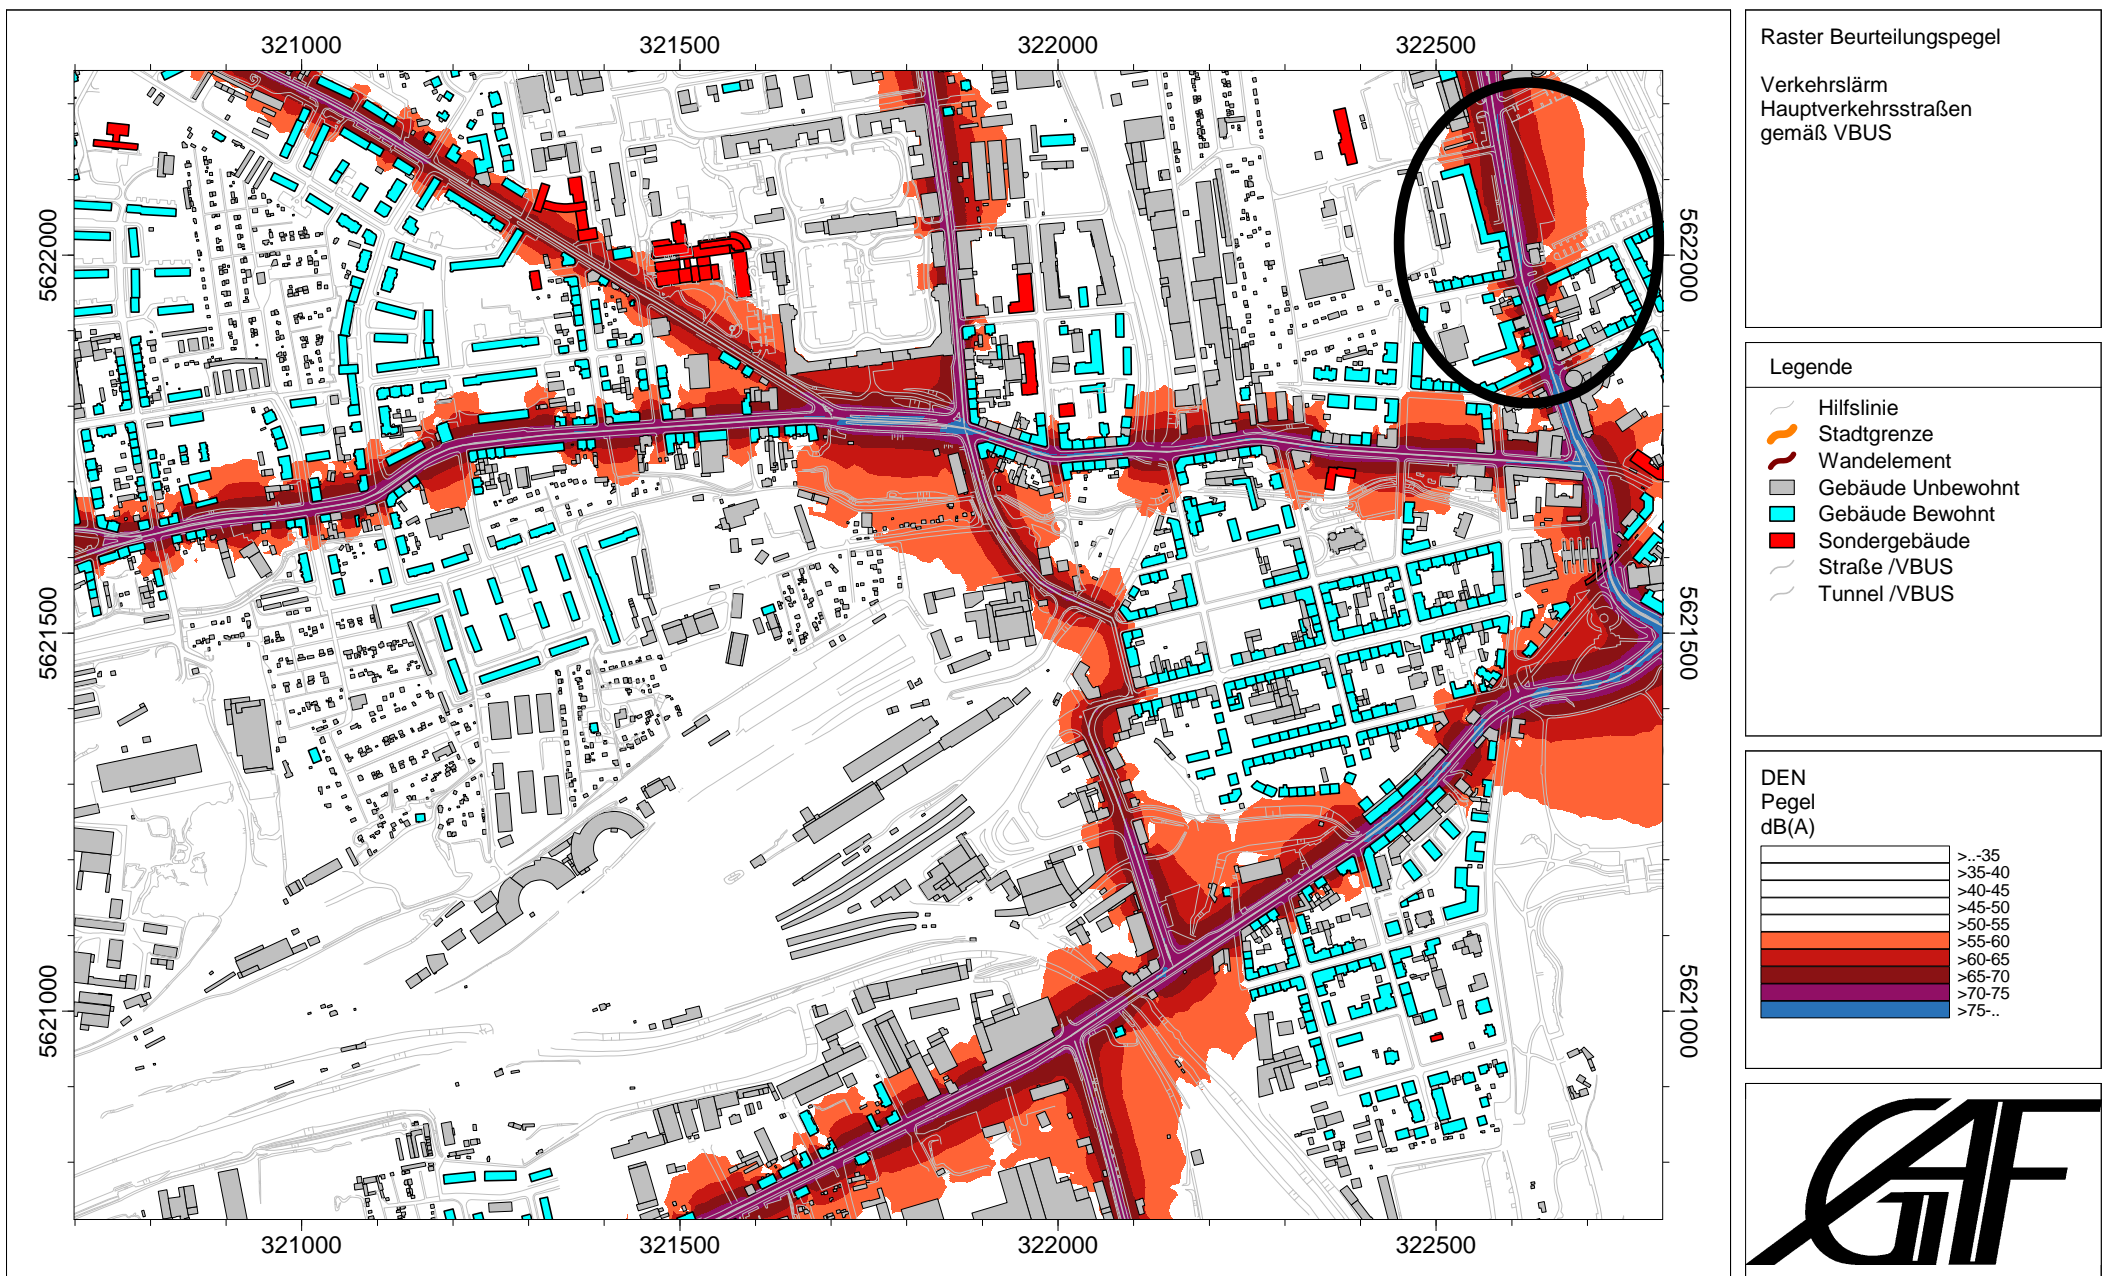 321000 321500 322000 322500
5622000
5621500
5621000
5622000
5621500
5621000
321000 321500 322000 322500
Raster Beurteilungspegel
Verkehrslärm
Hauptverkehrsstraßen
gemäß VBUS
Legende
Hilfslinie
Stadtgrenze
Wandelement
Gebäude Unbewohnt
Gebäude Bewohnt
Sondergebäude
Straße /VBUS
Tunnel /VBUS
DEN
Pegel
dB(A)
>..-35
>35-40
>40-45
>45-50
>50-55
>55-60
>60-65
>65-70
>70-75
>75-..
GAF